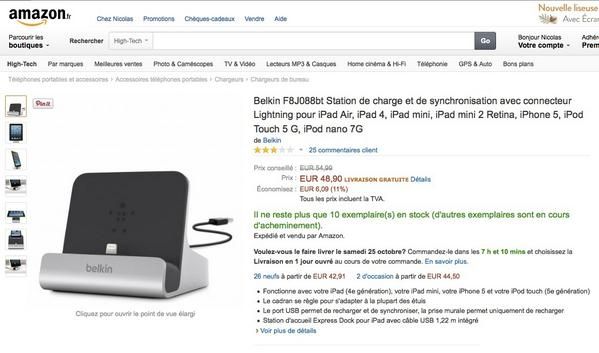 amazon.fr
Chez Nicolas Promotions Chèques-cadeaux Vendre Aide
Nouvelle liseuse
Avec Écran
Parcourir les
boutiques
Rechercher High-Tech Go
Bonjour Nicolas
Votre compte
Adhére
Prem
High-Tech Par marques Meilleures ventes Photo & Caméscopes TV & Vidéo Lecteurs MP3 & Casques Home cinéma & Hi-Fi Téléphonie GPS & Auto Bons plans
Téléphones portables et accessoires › Accessoires téléphones portables › Chargeurs › Chargeurs de bureau
Pin it
Belkin F8J088bt Station de charge et de synchronisation avec connecteur
Lightning pour iPad Air, iPad 4, iPad mini, iPad mini 2 Retina, iPhone 5, iPod
Touch 5 G, iPod nano 7G
de Belkin
25 commentaires client
Prix conseillé : EUR 54,99
Prix : EUR 48,90 LIVRAISON GRATUITE Détails
Économisez : EUR 6,09 (11%)
Tous les prix incluent la TVA.
Il ne reste plus que 10 exemplaire(s) en stock (d'autres exemplaires sont en cours
d'acheminement).
Expédié et vendu par Amazon.
Voulez-vous le faire livrer le samedi 25 octobre? Commandez-le dans les 7 h et 10 mins et choisissez la
Livraison en 1 jour ouvré au cours de votre commande. En savoir plus.
26 neufs à partir de EUR 42,91 2 d'occasion à partir de EUR 44,50
• Fonctionne avec l'iPad (4e génération), votre iPad mini, votre iPhone 5 et votre iPod touch (5e génération)
• Le cadran se règle pour s'adapter à la plupart des étuis
• Le port USB permet de recharger et de synchroniser, la prise murale permet uniquement de recharger
• Station d'accueil Express Dock pour iPad avec câble USB 1,22 m intégré
› Voir plus de détails
belkin
Cliquez pour ouvrir le point de vue élargi